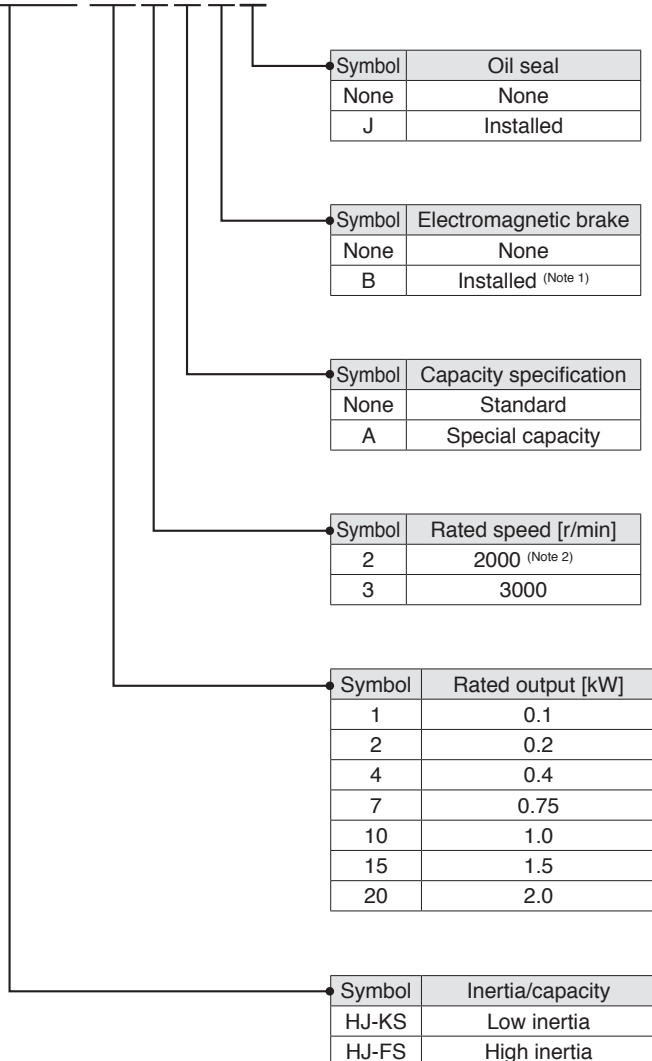 Symbol Oil seal
None None
J Installed
Symbol Electromagnetic brake
None None
B Installed (Note 1)
Symbol Capacity specification
None Standard
A Special capacity
Symbol Rated speed [r/min]
2 2000 (Note 2)
3 3000
Symbol Rated output [kW]
1 0.1
2 0.2
4 0.4
7 0.75
10 1.0
15 1.5
20 2.0
Symbol Inertia/capacity
HJ-KS Low inertia
HJ-FS High inertia